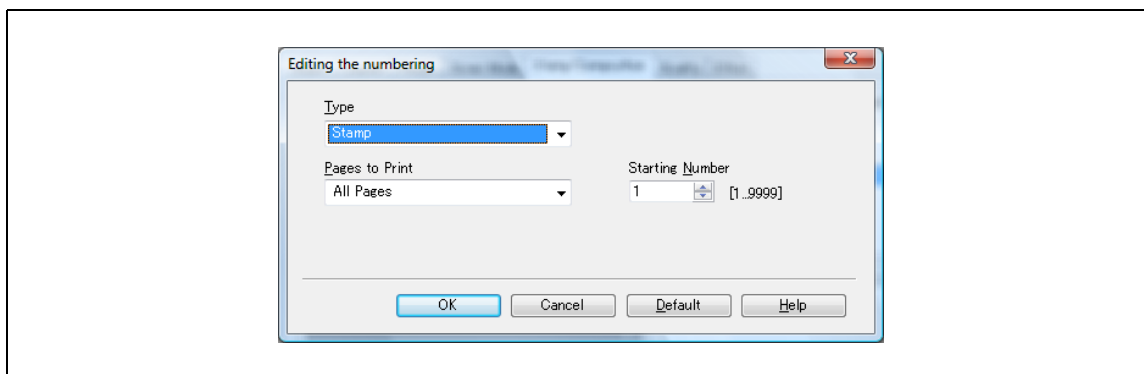 Editing the numbering
Type
Stamp
Pages to Print
Starting Number
All Pages
1
[1..9999]
OK
Cancel
Default
Help